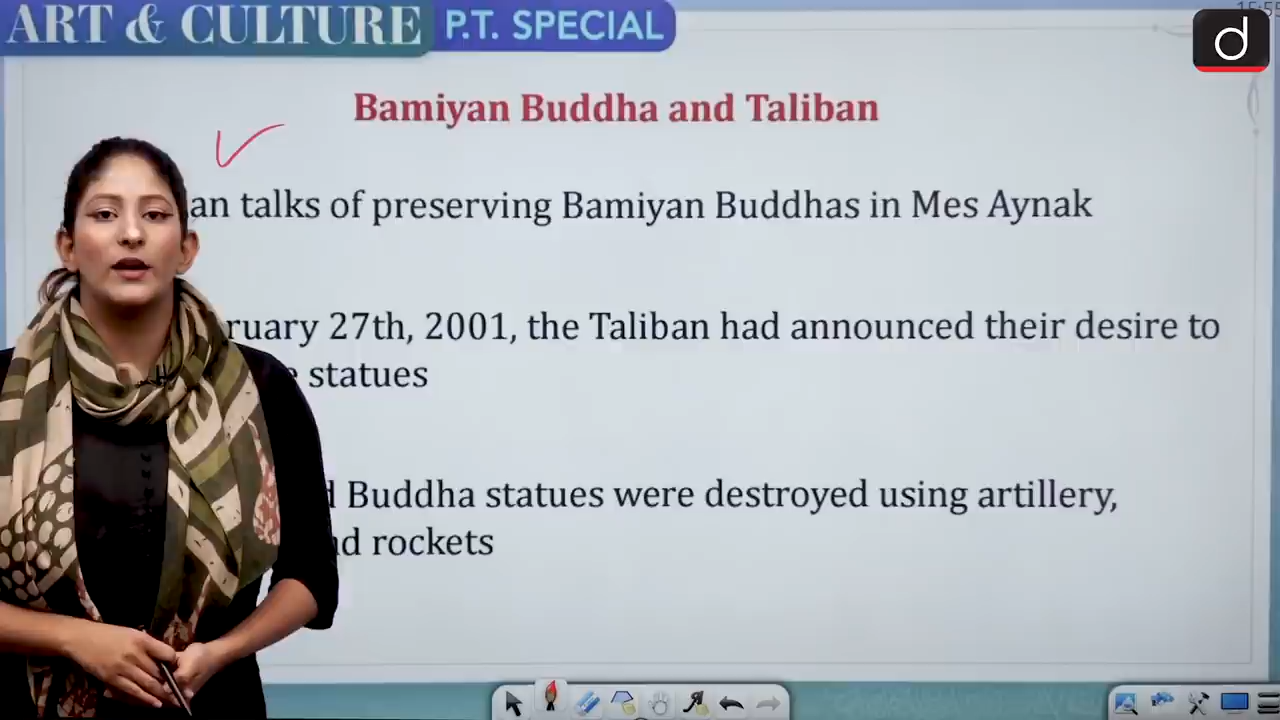 ART & CULTURE P.T. SPECIAL
d
Bamiyan Buddha and Taliban
an talks of preserving Bamiyan Buddhas in Mes Aynak
ruary 27th, 2001, the Taliban had announced their desire to
statues
Buddha statues were destroyed using artillery,
rockets